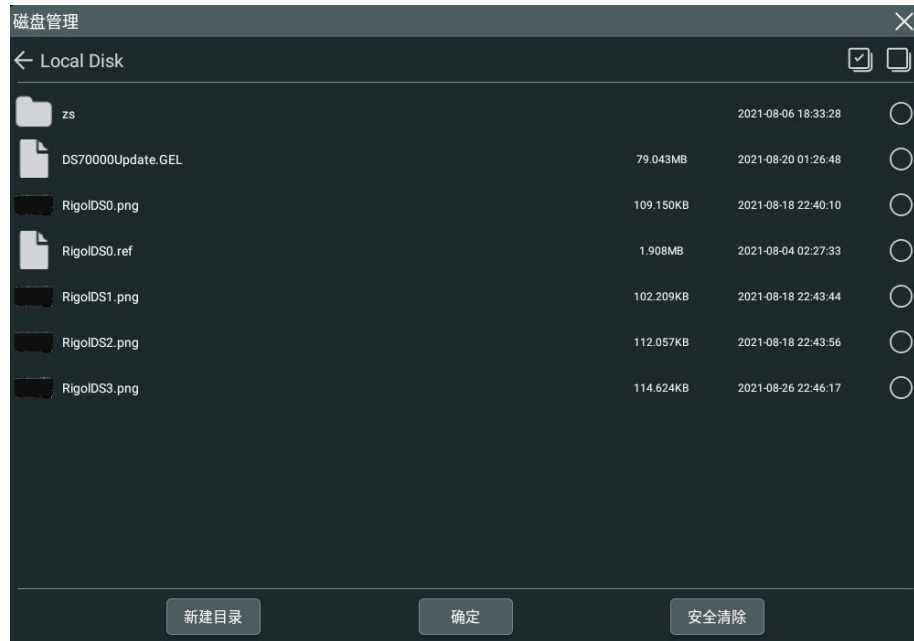 磁盘管理
Local Disk
zs 2021-08-06 18:33:28
DS70000Update.GEL 79.043MB 2021-08-20 01:26:48
RigolDS0.png 109.150KB 2021-08-18 22:40:10
RigolDS0.ref 1.908MB 2021-08-04 02:27:33
RigolDS1.png 102.209KB 2021-08-18 22:43:44
RigolDS2.png 112.057KB 2021-08-18 22:43:56
RigolDS3.png 114.624KB 2021-08-26 22:46:17
新建目录 确定 安全清除